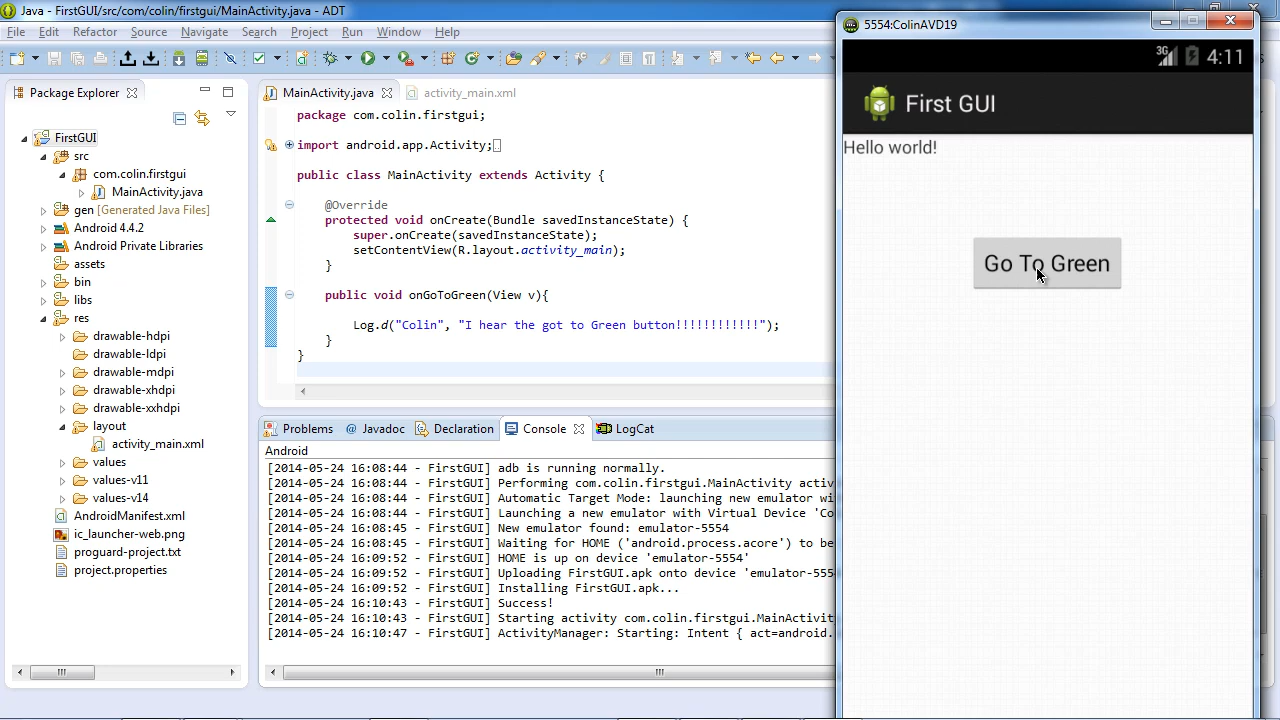 Java - FirstGUI/src/com/colin/firstgui/MainActivity.java - ADT
File Edit Refactor Source Navigate Search Project Run Window Help
Package Explorer
FirstGUI
src
com.colin.firstgui
MainActivity.java
gen [Generated Java Files]
Android 4.4.2
Android Private Libraries
assets
bin
libs
res
drawable-hdpi
drawable-ldpi
drawable-mdpi
drawable-xhdpi
drawable-xxhdpi
layout
activity_main.xml
values
values-v11
values-v14
AndroidManifest.xml
ic_launcher-web.png
proguard-project.txt
project.properties
MainActivity.java activity_main.xml
package com.colin.firstgui;
import android.app.Activity;
public class MainActivity extends Activity {
@Override
protected void onCreate(Bundle savedInstanceState) {
super.onCreate(savedInstanceState);
setContentView(R.layout.activity_main);
}
public void onGoToGreen(View v){
Log.d("Colin", "I hear the got to Green button!!!!!!!!!!!!");
}
}
Problems Javadoc Declaration Console LogCat
Android
[2014-05-24 16:08:44 - FirstGUI] adb is running normally.
[2014-05-24 16:08:44 - FirstGUI] Performing com.colin.firstgui.MainActivity activ
[2014-05-24 16:08:44 - FirstGUI] Automatic Target Mode: launching new emulator wi
[2014-05-24 16:08:44 - FirstGUI] Launching a new emulator with Virtual Device 'Co
[2014-05-24 16:08:45 - FirstGUI] New emulator found: emulator-5554
[2014-05-24 16:08:45 - FirstGUI] Waiting for HOME ('android.process.acore') to be
[2014-05-24 16:09:52 - FirstGUI] HOME is up on device 'emulator-5554'
[2014-05-24 16:09:52 - FirstGUI] Uploading FirstGUI.apk onto device 'emulator-555
[2014-05-24 16:09:52 - FirstGUI] Installing FirstGUI.apk...
[2014-05-24 16:10:43 - FirstGUI] Success!
[2014-05-24 16:10:43 - FirstGUI] Starting activity com.colin.firstgui.MainActivit
[2014-05-24 16:10:47 - FirstGUI] ActivityManager: Starting: Intent { act=android.
5554:ColinAVD19
3G 4:11
First GUI
Hello world!
Go To Green